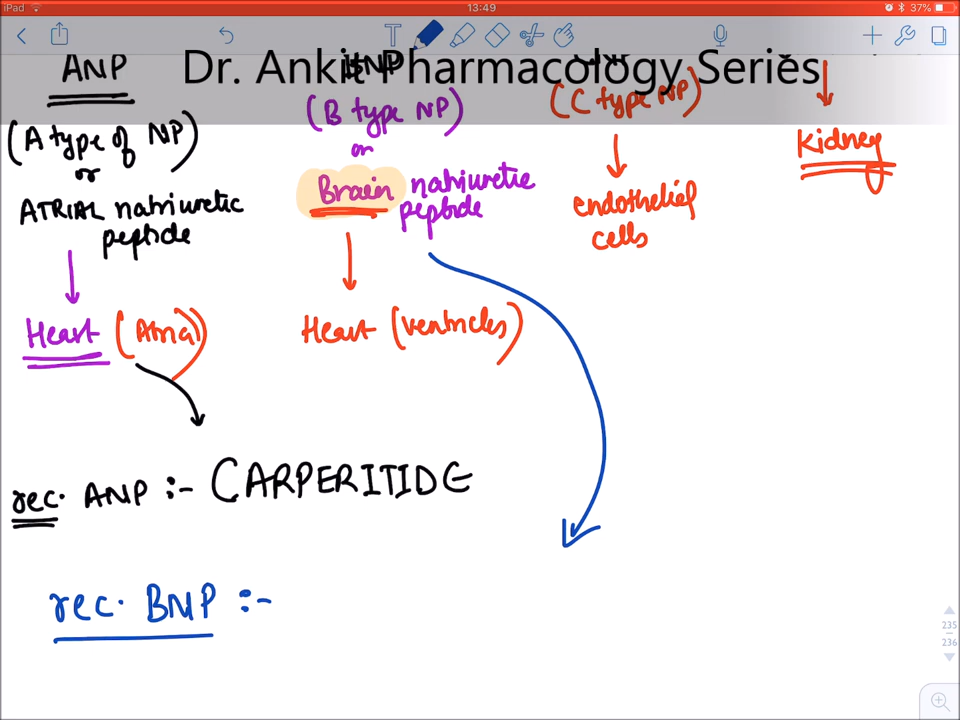 iPad 13:49 37%
T
ANP
Dr. Ankit Pharmacology Series
(A type of NP)
or
ATRIAL natriuretic
peptide
Heart (Atria)
(B type NP)
or
Brain natriuretic
peptide
Heart (ventricles)
(C type NP)
endothelial
cells
Kidney
rec. ANP :- CARPERITIDE
rec. BNP :-
235
236